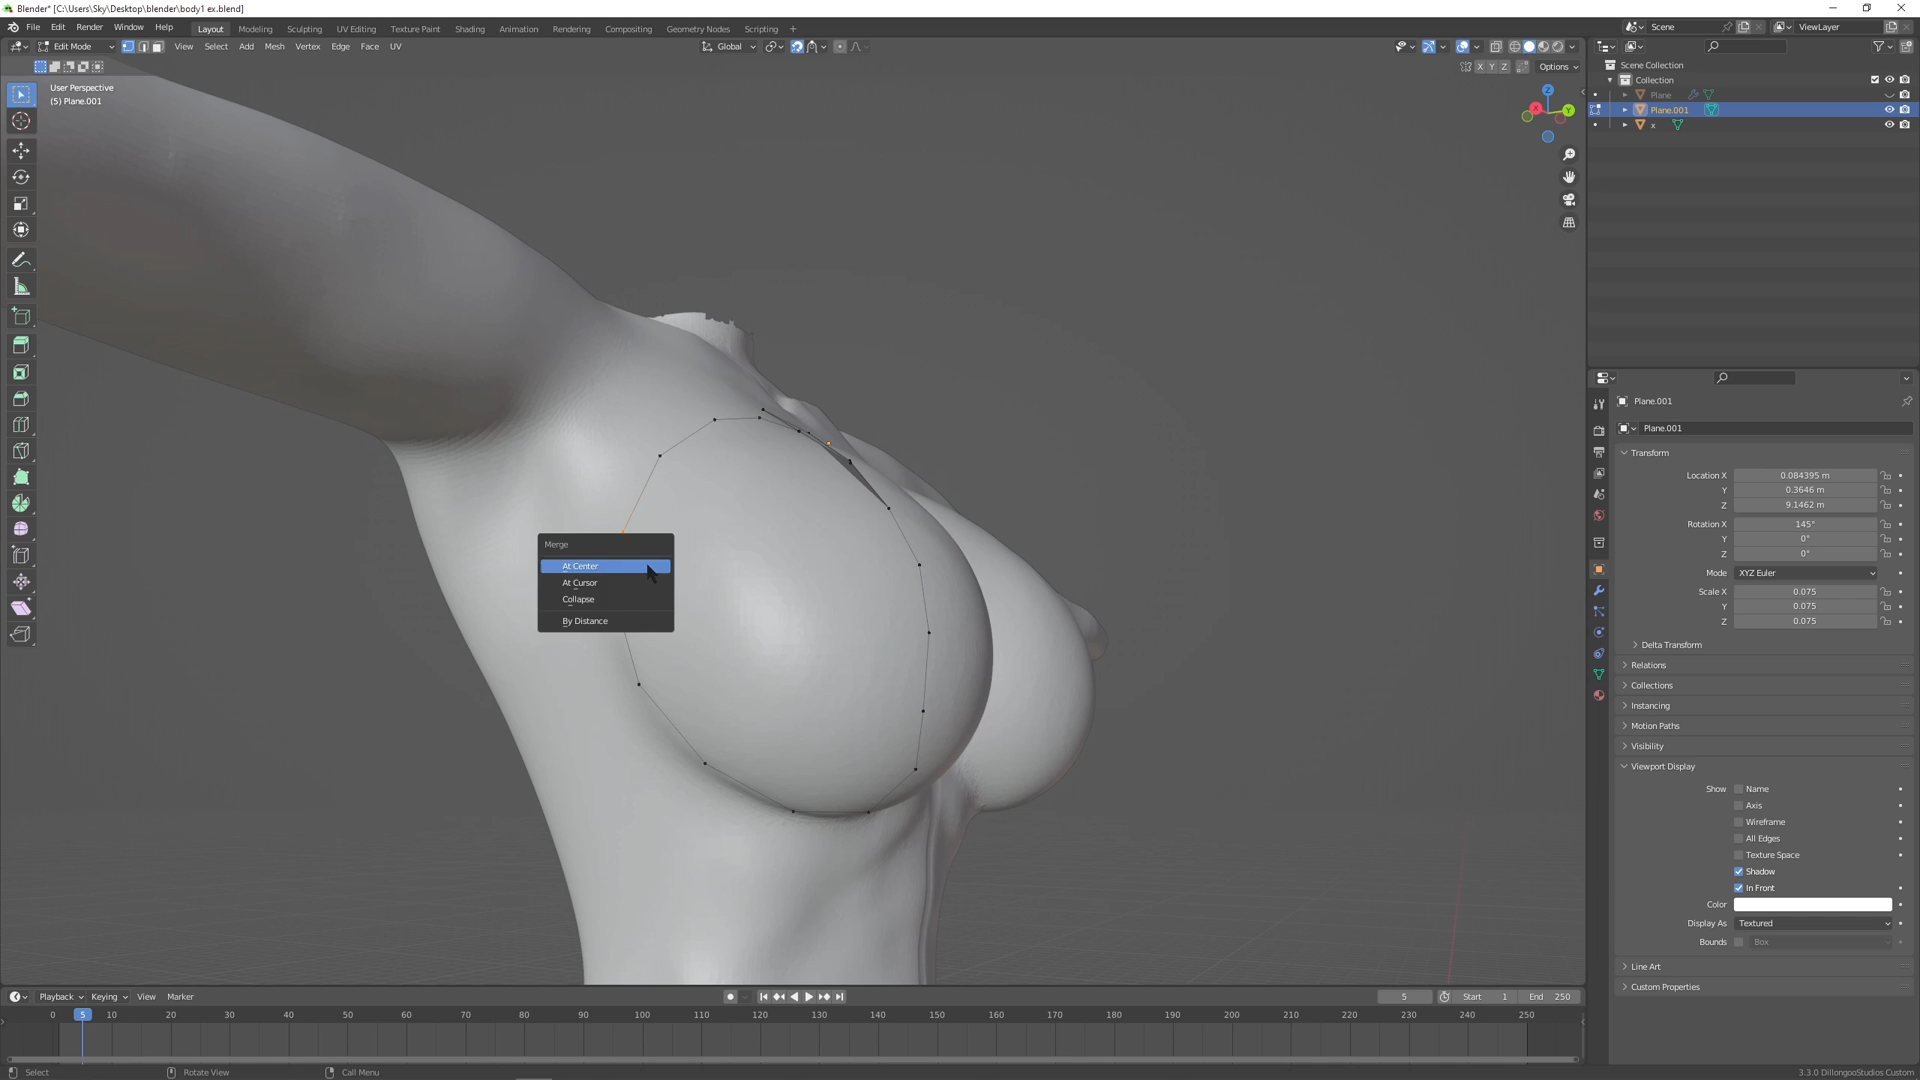 Blender* [C:\Users\Sky\Desktop\blender\body1 ex.blend]
File Edit Render Window Help Layout Modeling Sculpting UV Editing Texture Paint Shading Animation Rendering Compositing Geometry Nodes Scripting + Scene ViewLayer
Edit Mode View Select Add Mesh Vertex Edge Face UV Global
X Y Z Options
User Perspective
(5) Plane.001
Z
X Y
Scene Collection
Collection
Plane
Plane.001
x
Merge
At Center
At Cursor
Collapse
By Distance
Plane.001
Plane.001
Transform
Location X 0.084395 m
Y 0.3646 m
Z 9.1462 m
Rotation X 145°
Y 0°
Z 0°
Mode XYZ Euler
Scale X 0.075
Y 0.075
Z 0.075
Delta Transform
Relations
Collections
Instancing
Motion Paths
Visibility
Viewport Display
Show Name
Axis
Wireframe
All Edges
Texture Space
Shadow
In Front
Color
Display As Textured
Bounds Box
Line Art
Custom Properties
Playback Keying View Marker 5 Start 1 End 250
0 5 10 20 30 40 50 60 70 80 90 100 110 120 130 140 150 160 170 180 190 200 210 220 230 240 250
Select Rotate View Call Menu 3.3.0 DillongooStudios Custom